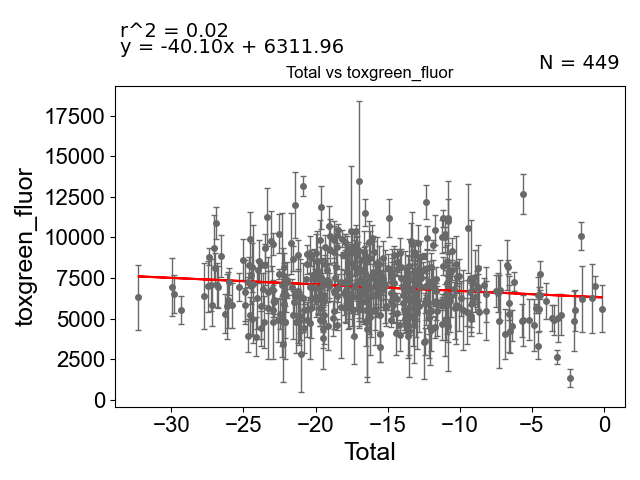 r^2 = 0.02
y = -40.10x + 6311.96
N = 449
Total vs toxgreen_fluor
17500
15000
12500
10000
7500
5000
2500
0
toxgreen_fluor
−30
−25
−20
−15
−10
−5
0
Total